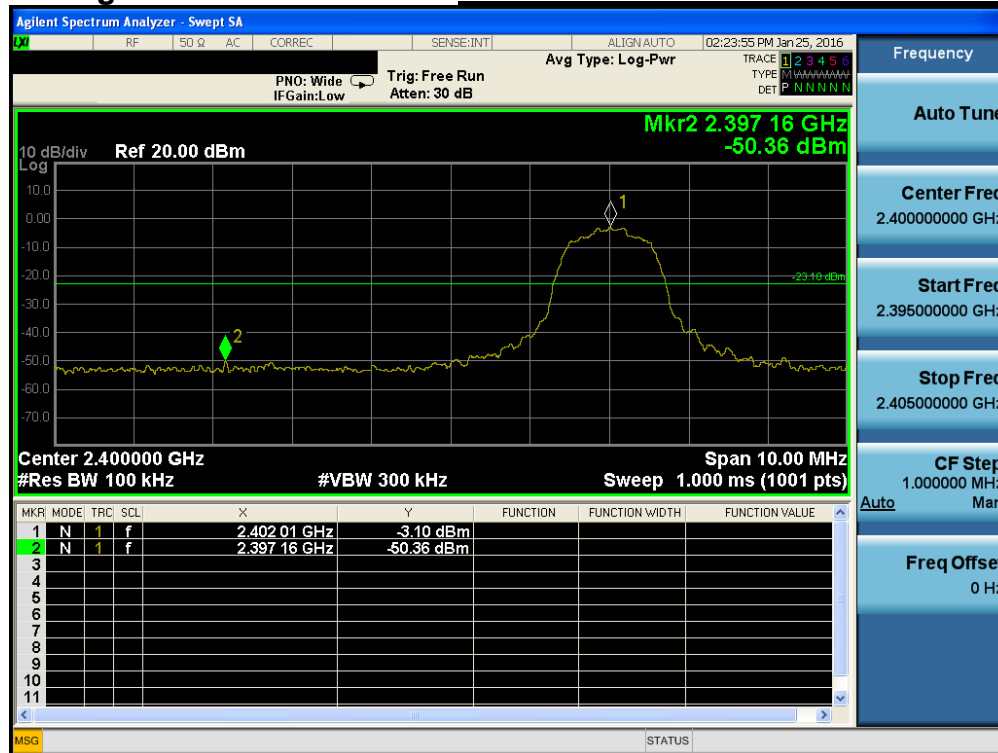 Agilent Spectrum Analyzer - Swept SA
LXI RF 50 Ω AC CORREC SENSE:INT ALIGN AUTO 02:23:55 PM Jan 25, 2016
PNO: Wide
IFGain:Low
Trig: Free Run
Atten: 30 dB
Avg Type: Log-Pwr
TRACE 1 2 3 4 5 6
TYPE M
DET P N N N N N
Mkr2 2.397 16 GHz
-50.36 dBm
10 dB/div Ref 20.00 dBm
Log
10.0
0.00
-10.0
-20.0
-30.0
-40.0
-50.0
-60.0
-70.0
1
-23.10 dBm
2
Center 2.400000 GHz Span 10.00 MHz
#Res BW 100 kHz #VBW 300 kHz Sweep 1.000 ms (1001 pts)
MKR MODE TRC SCL X Y FUNCTION FUNCTION WIDTH FUNCTION VALUE
1 N 1 f 2.402 01 GHz -3.10 dBm
2 N 1 f 2.397 16 GHz -50.36 dBm
3
4
5
6
7
8
9
10
11
MSG STATUS
Frequency
Auto Tune
Center Freq
2.400000000 GHz
Start Freq
2.395000000 GHz
Stop Freq
2.405000000 GHz
CF Step
1.000000 MHz
Auto Man
Freq Offset
0 Hz